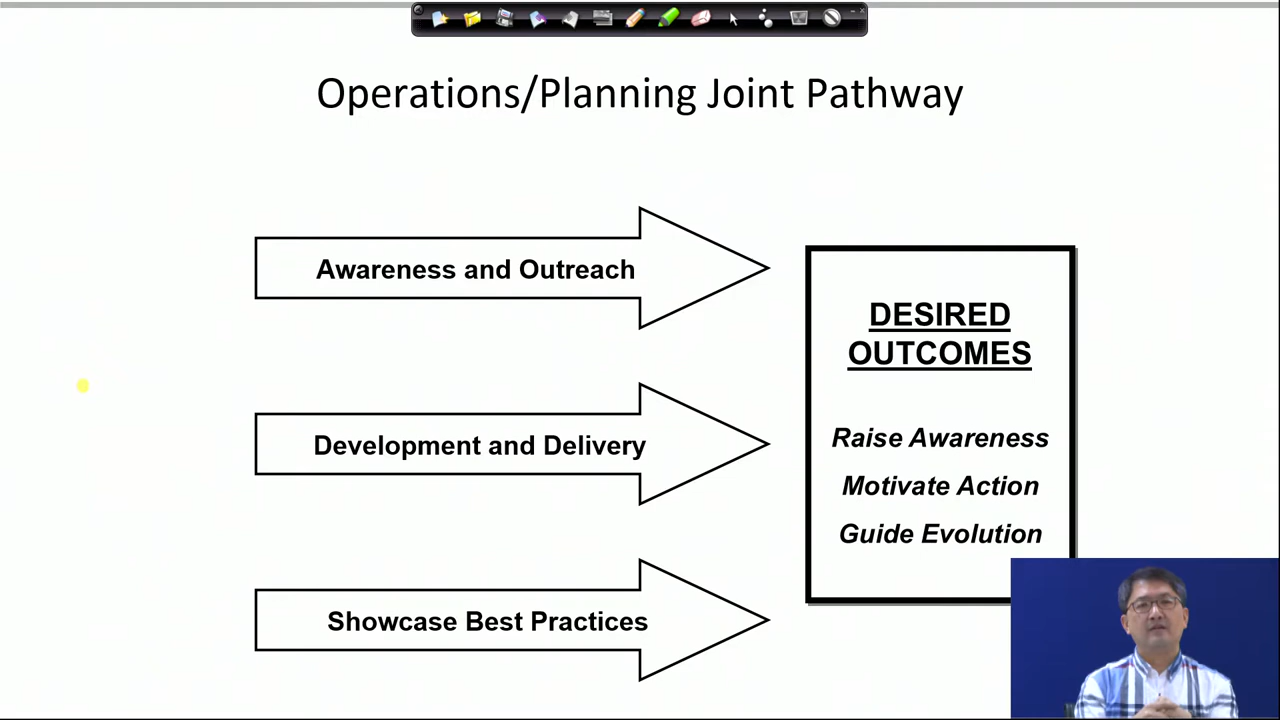 Operations/Planning Joint Pathway
Awareness and Outreach
Development and Delivery
Showcase Best Practices
DESIRED
OUTCOMES
Raise Awareness
Motivate Action
Guide Evolution